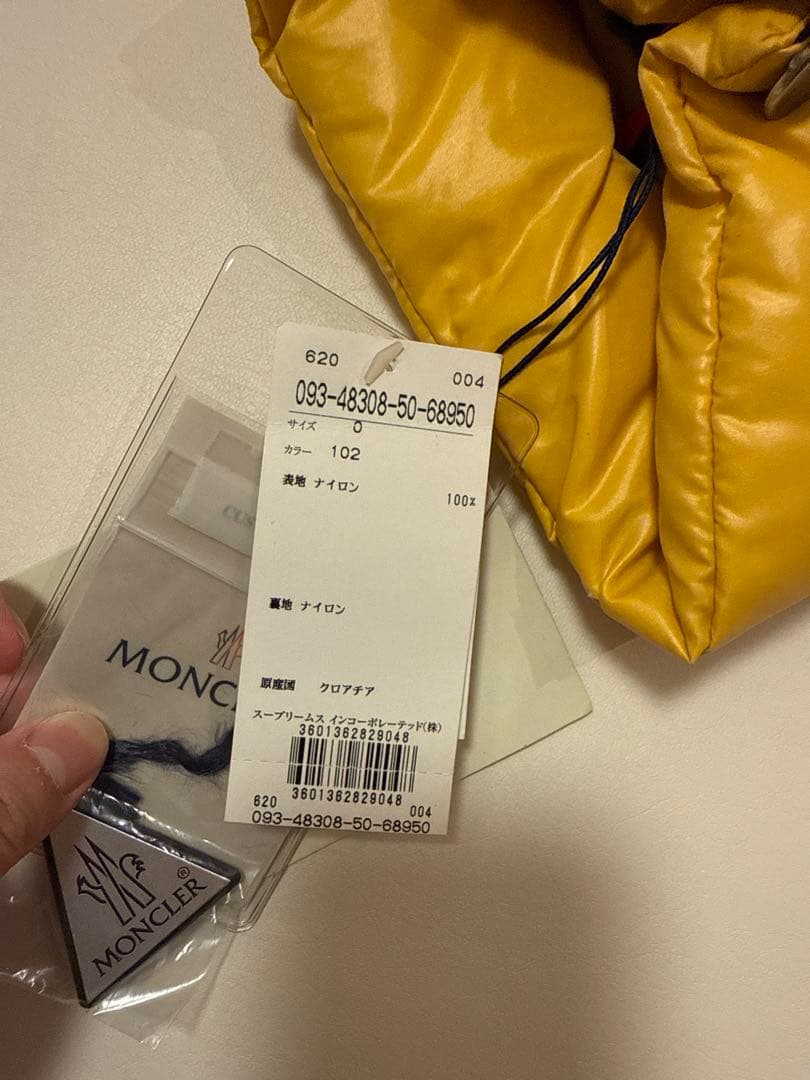 620
004
093-48308-50-68950
サイズ 0
カラー 102
表地 ナイロン 100%
裏地 ナイロン
原産国 クロアチア
スープリームス インコーポレーテッド(株)
3601362829048
3601362829048
620 004
093-48308-50-68950
CUS
MONCL
MONCLER®